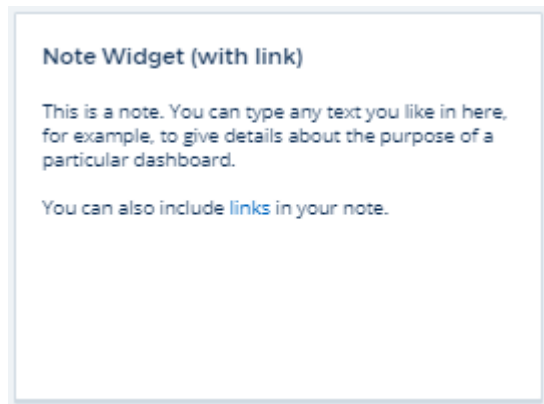 Note Widget (with link)
This is a note. You can type any text you like in here,
for example, to give details about the purpose of a
particular dashboard.
You can also include links in your note.